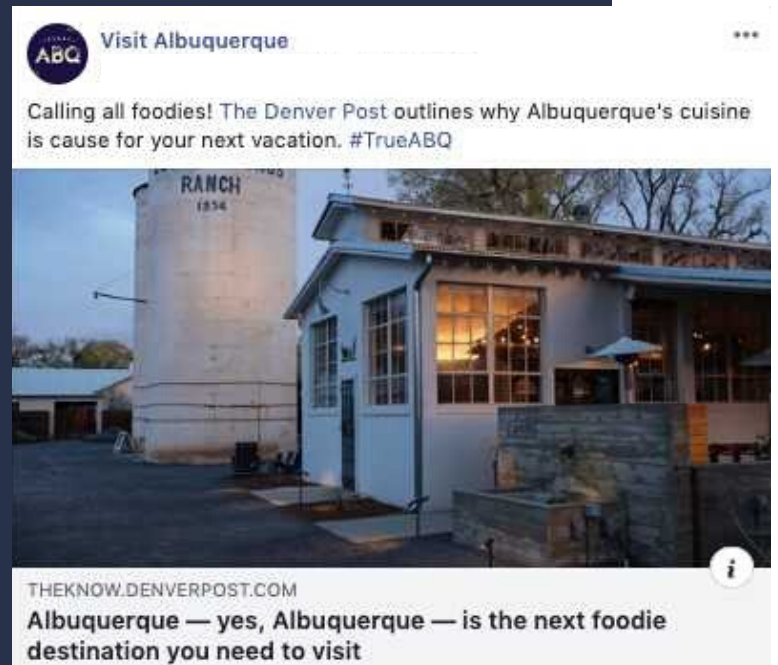 ABQ
Visit Albuquerque
Calling all foodies! The Denver Post outlines why Albuquerque's cuisine
is cause for your next vacation. #TrueABQ
RANCH
i
THEKNOW.DENVERPOST.COM
Albuquerque — yes, Albuquerque — is the next foodie
destination you need to visit